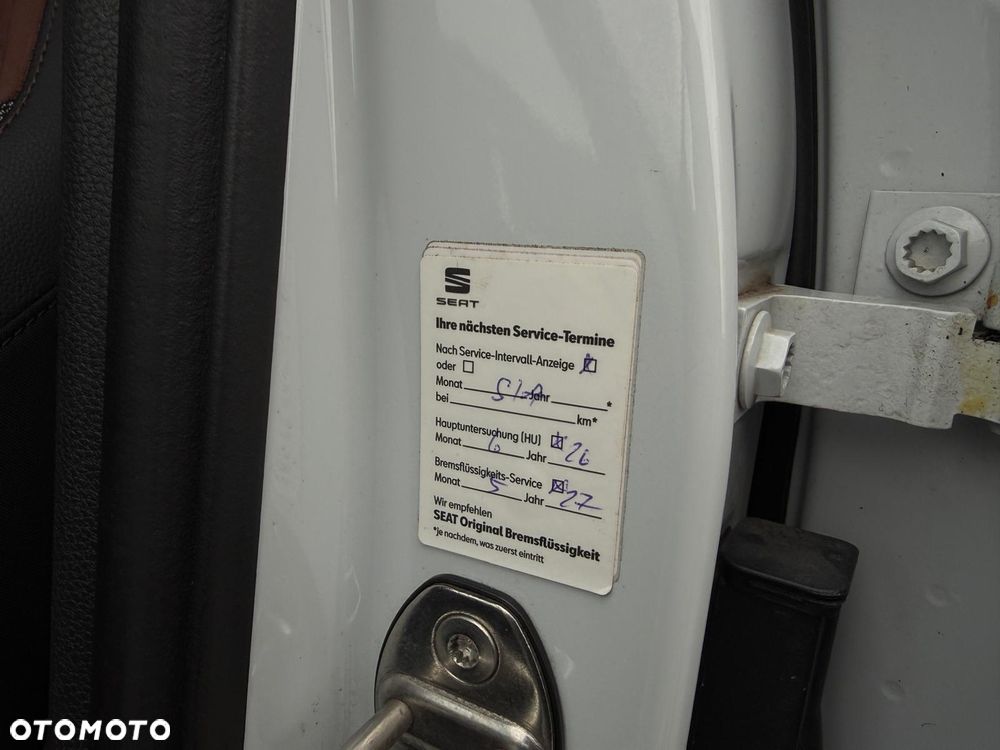 SEAT
Ihre nächsten Service-Termine
Nach Service-Intervall-Anzeige
oder
Monat SIA Jahr *
bei km*
Hauptuntersuchung (HU)
Monat 6 Jahr 26
Bremsflüssigkeits-Service
Monat 5 Jahr 27
Wir empfehlen
SEAT Original Bremsflüssigkeit
*je nachdem, was zuerst eintritt
OTOMOTO